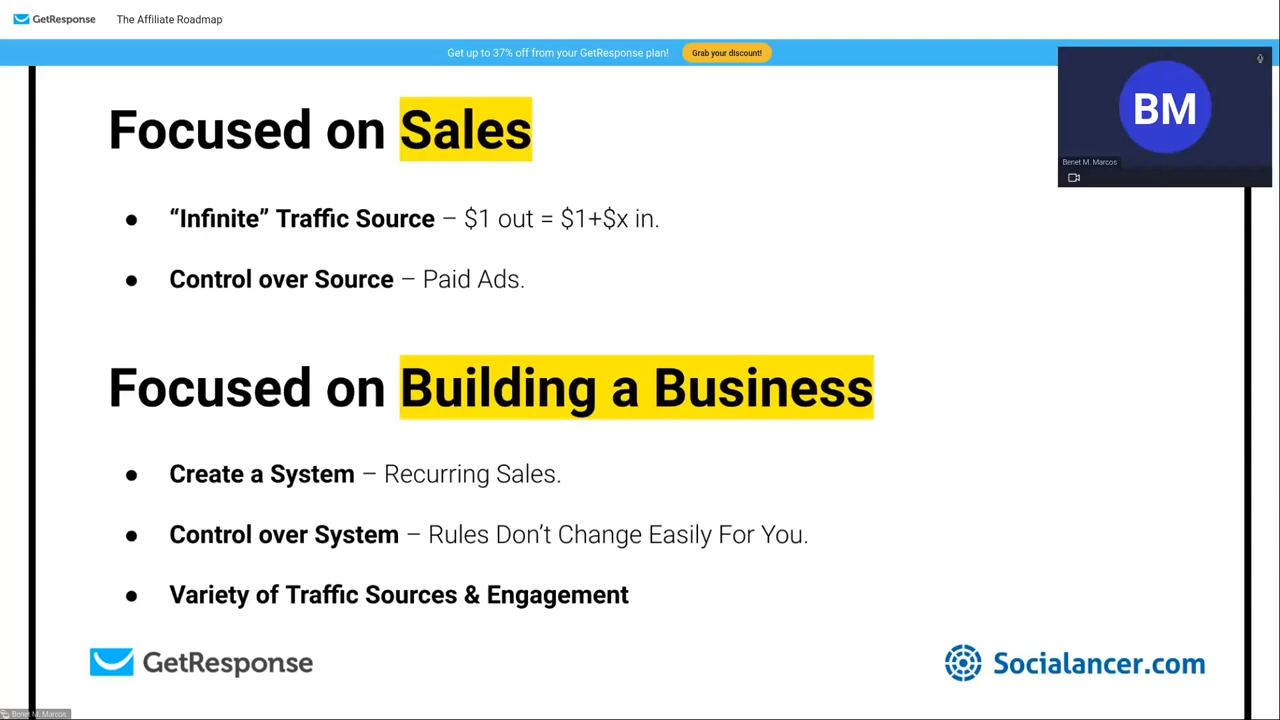 GetResponse The Affiliate Roadmap
Get up to 37% off from your GetResponse plan! Grab your discount!
BM
Benet M. Marcos
Focused on Sales
● “Infinite” Traffic Source – $1 out = $1+$x in.
● Control over Source – Paid Ads.
Focused on Building a Business
● Create a System – Recurring Sales.
● Control over System – Rules Don’t Change Easily For You.
● Variety of Traffic Sources & Engagement
GetResponse Socialancer.com
Benet M. Marcos